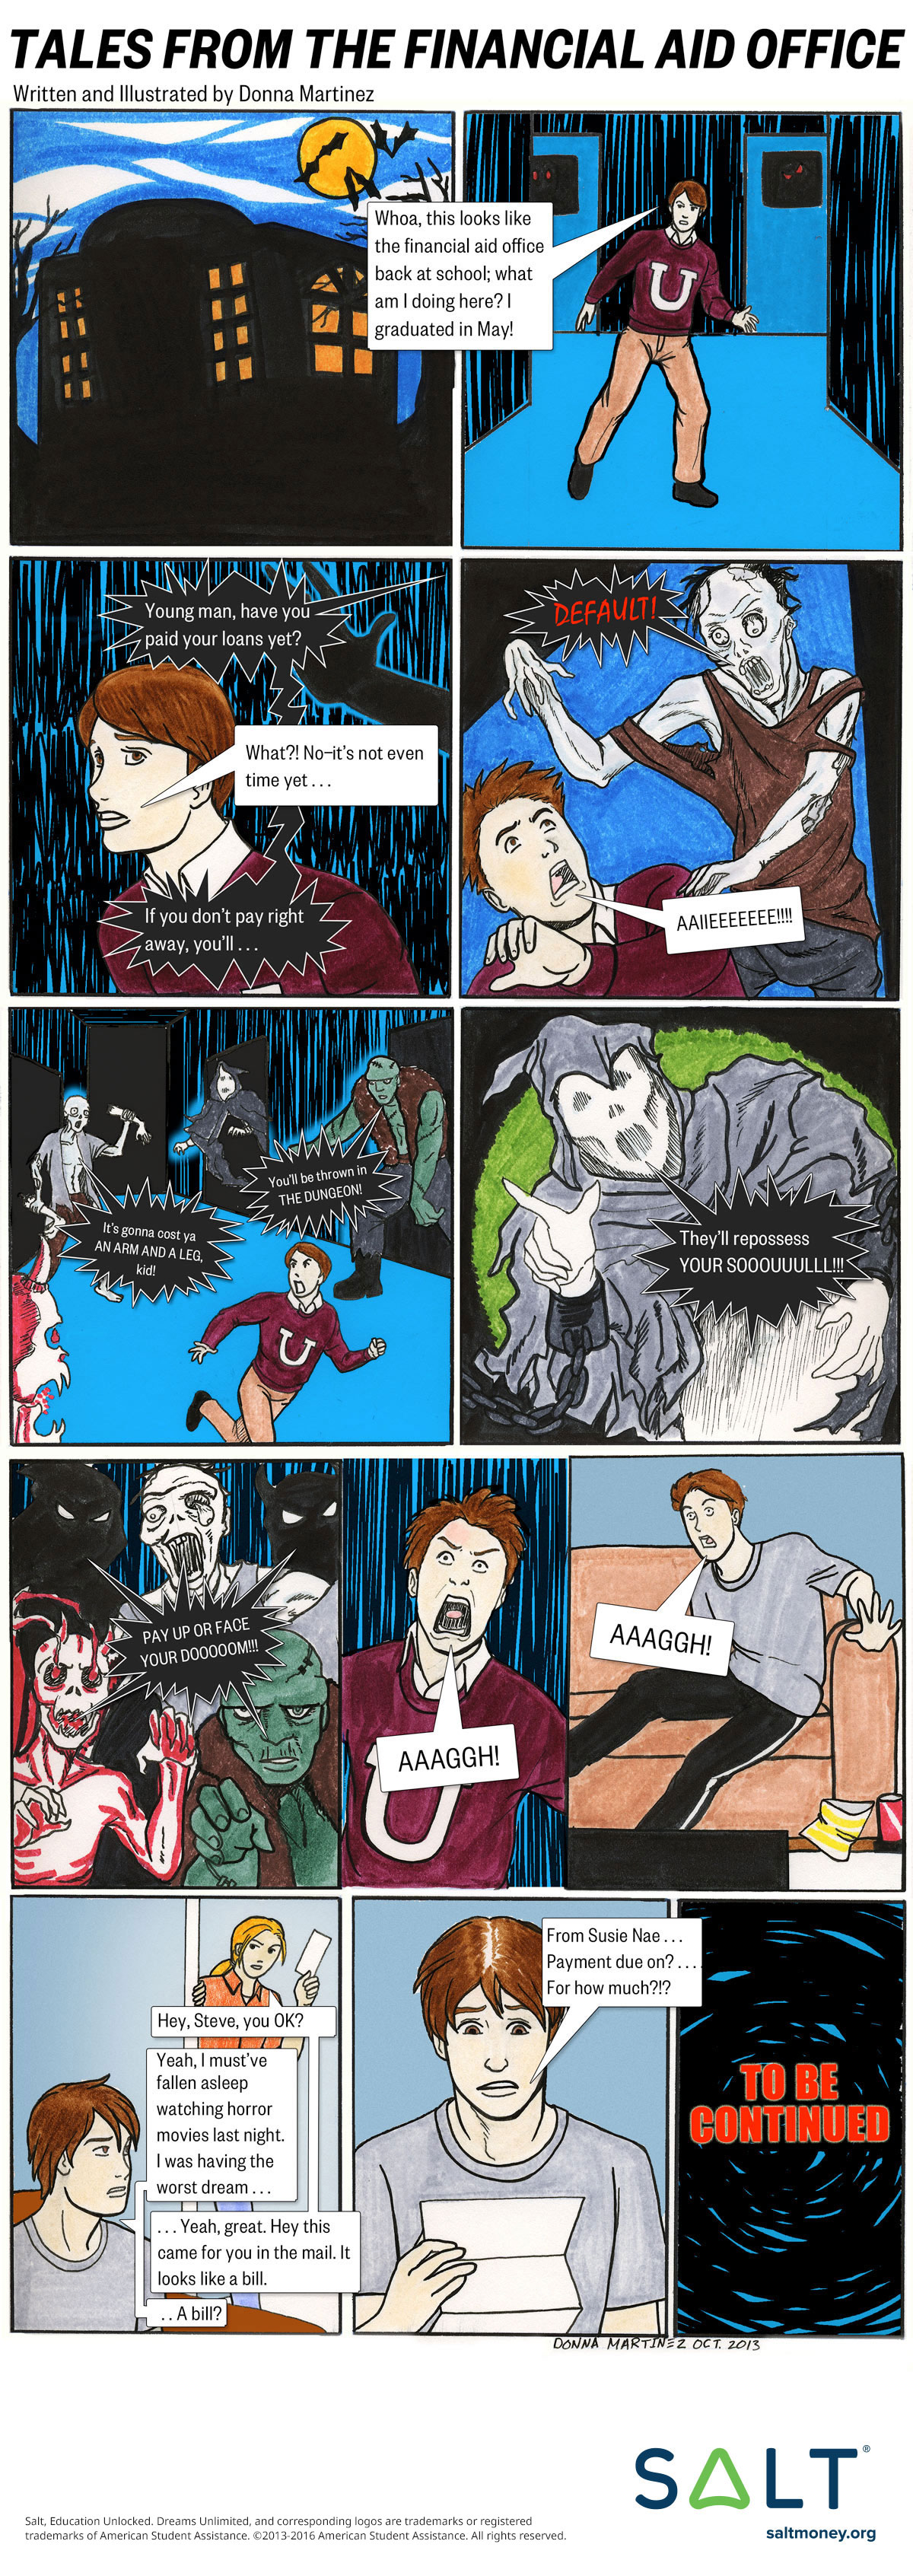 TALES FROM THE FINANCIAL AID OFFICE
Written and Illustrated by Donna Martinez
Whoa, this looks like
the financial aid office
back at school; what
am I doing here? I
graduated in May!
U
Young man, have you
paid your loans yet?
What?! No–it's not even
time yet . . .
If you don't pay right
away, you'll . . .
DEFAULT!
AAIIEEEEEEE!!!!
It's gonna cost ya
AN ARM AND A LEG,
kid!
You'll be thrown in
THE DUNGEON!
U
They'll repossess
YOUR SOOOUUULLL!!!
PAY UP OR FACE
YOUR DOOOOOM!!!
AAAGGH!
U
AAAGGH!
Hey, Steve, you OK?
Yeah, I must've
fallen asleep
watching horror
movies last night.
I was having the
worst dream . . .
. . . Yeah, great. Hey this
came for you in the mail. It
looks like a bill.
. . A bill?
From Susie Nae . . .
Payment due on? . . . .
For how much?!?
TO BE
CONTINUED
DONNA MARTINEZ OCT. 2013
SALT®
saltmoney.org
Salt, Education Unlocked. Dreams Unlimited, and corresponding logos are trademarks or registered
trademarks of American Student Assistance. ©2013-2016 American Student Assistance. All rights reserved.